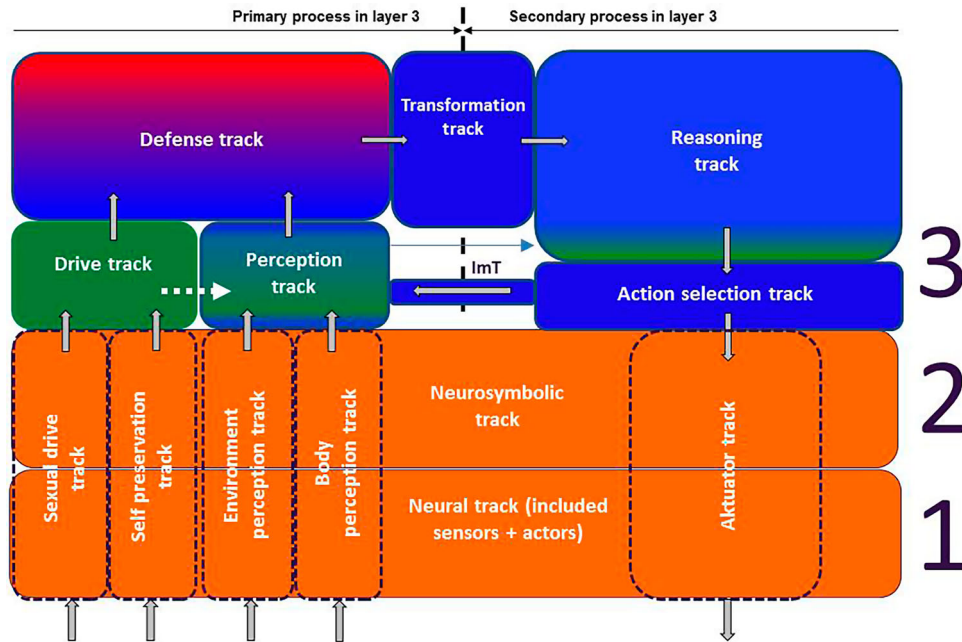 Primary process in layer 3
Secondary process in layer 3
Defense track
Transformation
track
Reasoning
track
Drive track
Perception
track
ImT
Action selection track
3
Sexual drive
track
Self preservation
track
Environment
perception track
Body
perception track
Neurosymbolic
track
Aktuator track
2
Neural track (included
sensors + actors)
1